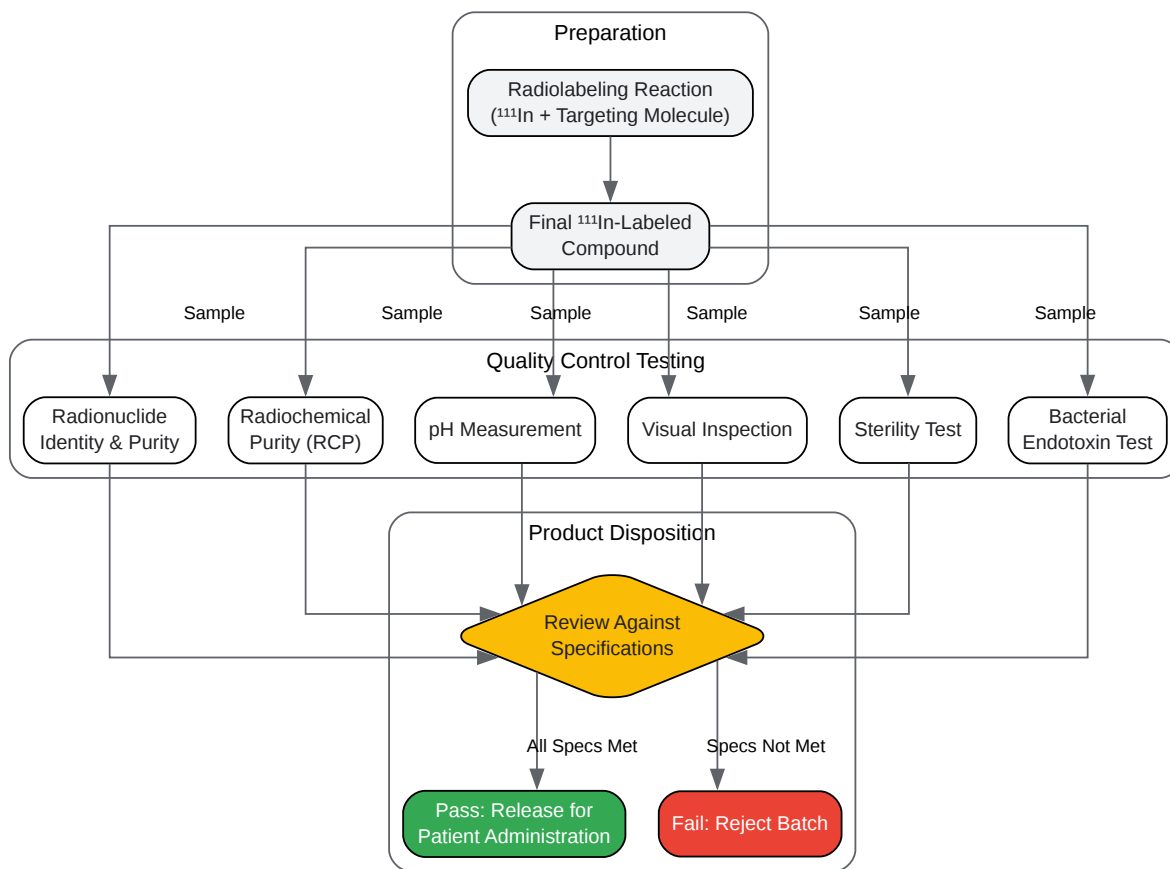 Preparation
Radiolabeling Reaction
(¹¹¹In + Targeting Molecule)
Final ¹¹¹In-Labeled
Compound
Sample
Sample
Sample
Sample
Sample
Sample
Quality Control Testing
Radionuclide
Identity & Purity
Radiochemical
Purity (RCP)
pH Measurement
Visual Inspection
Sterility Test
Bacterial
Endotoxin Test
Product Disposition
Review Against
Specifications
All Specs Met
Specs Not Met
Pass: Release for
Patient Administration
Fail: Reject Batch